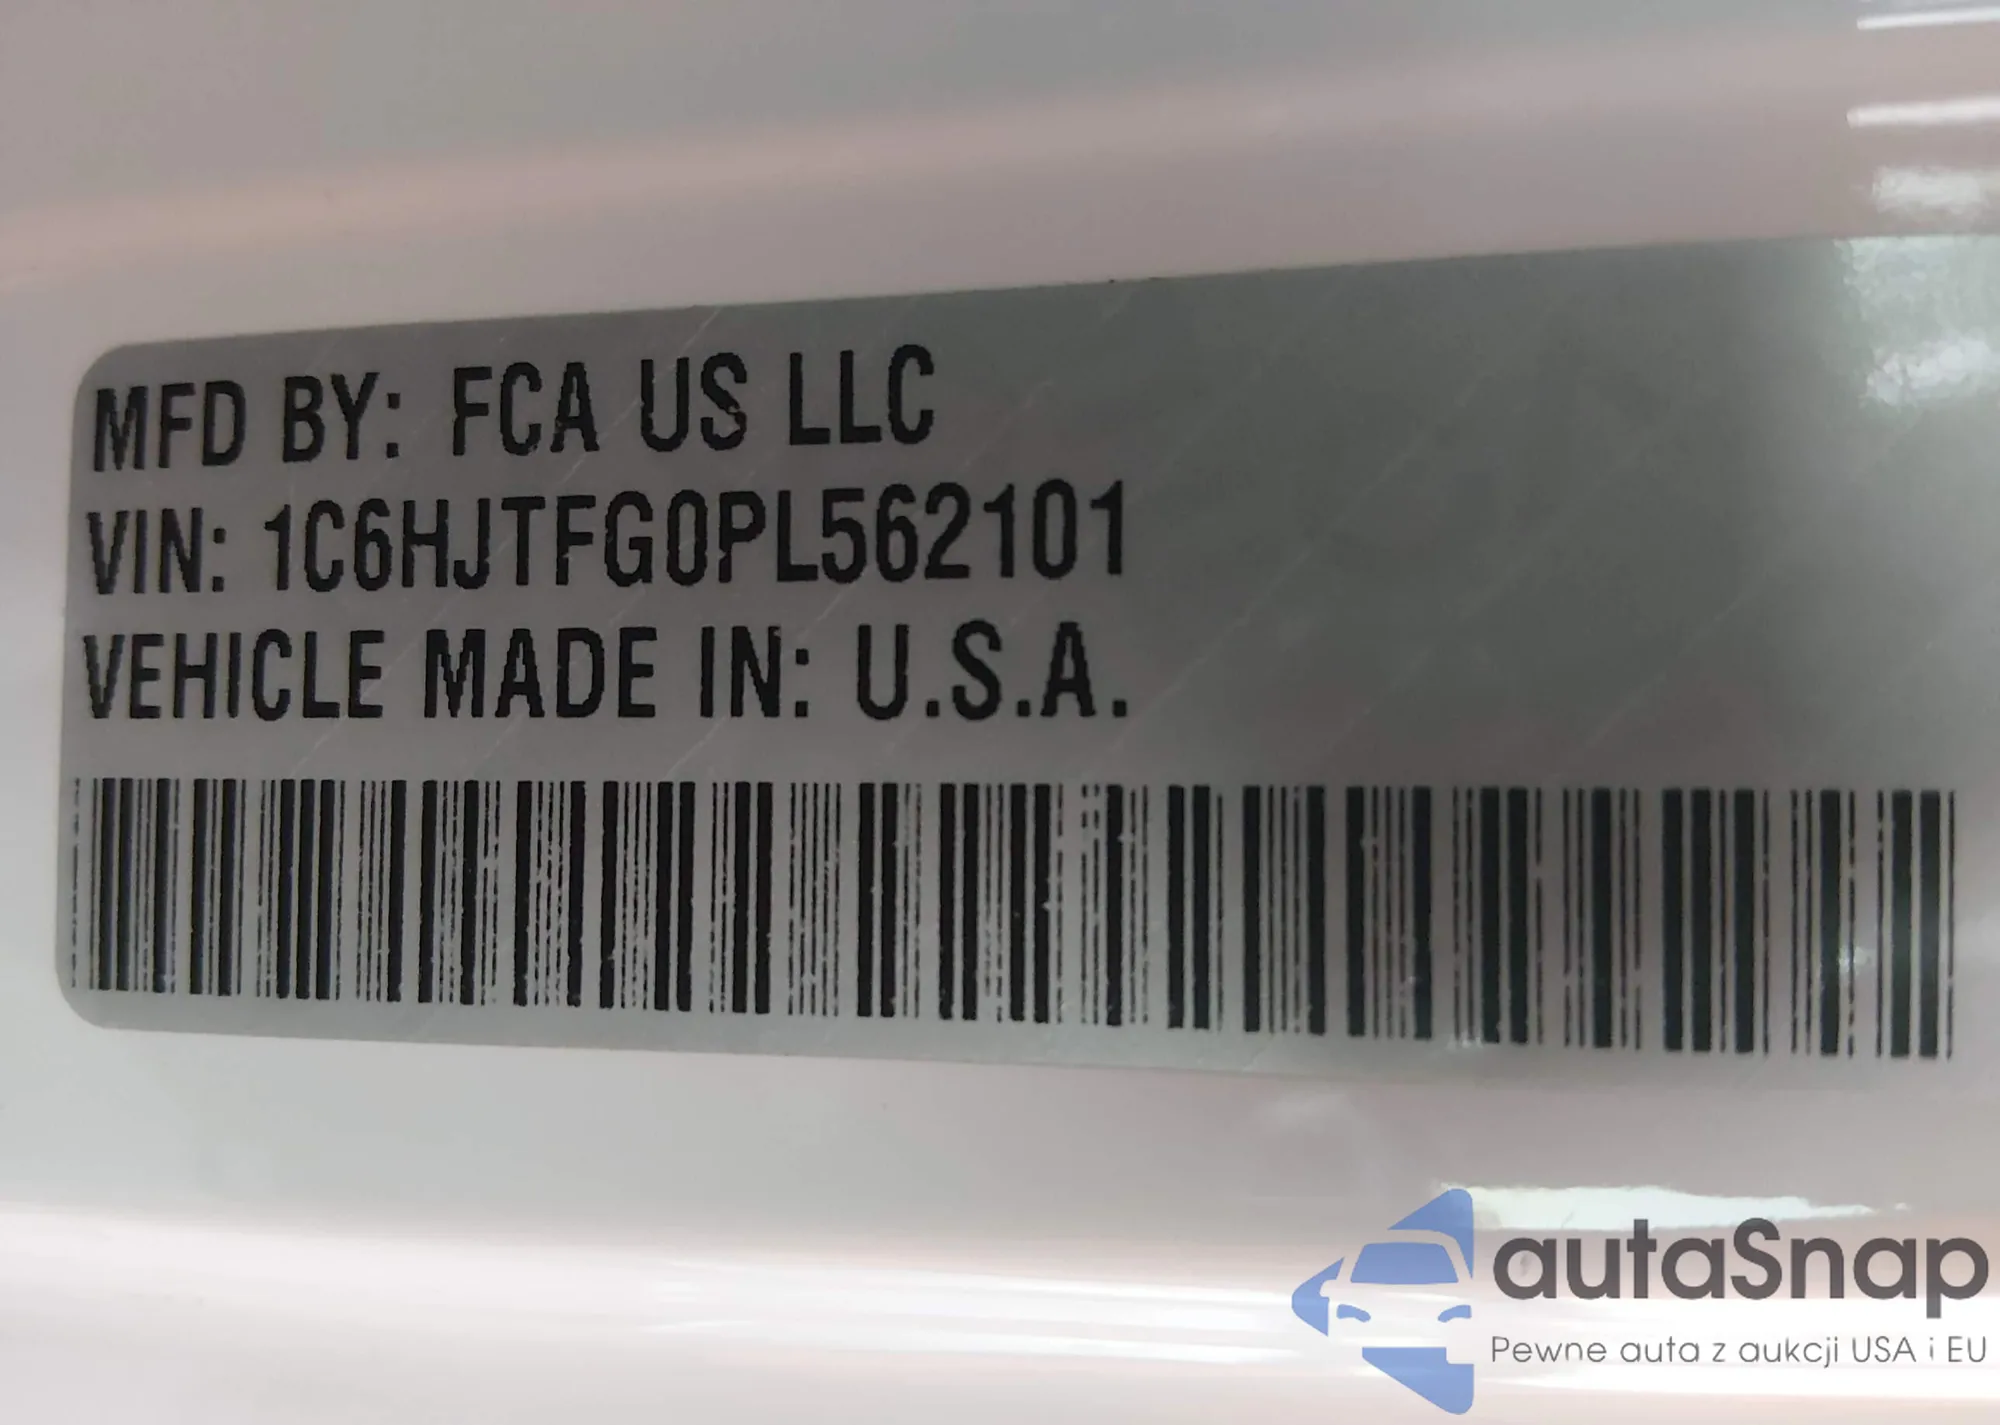 MFD BY: FCA US LLC
VIN: 1C6HJTFG0PL562101
VEHICLE MADE IN: U.S.A.
autaSnap
Pewne auta z aukcji USA i EU